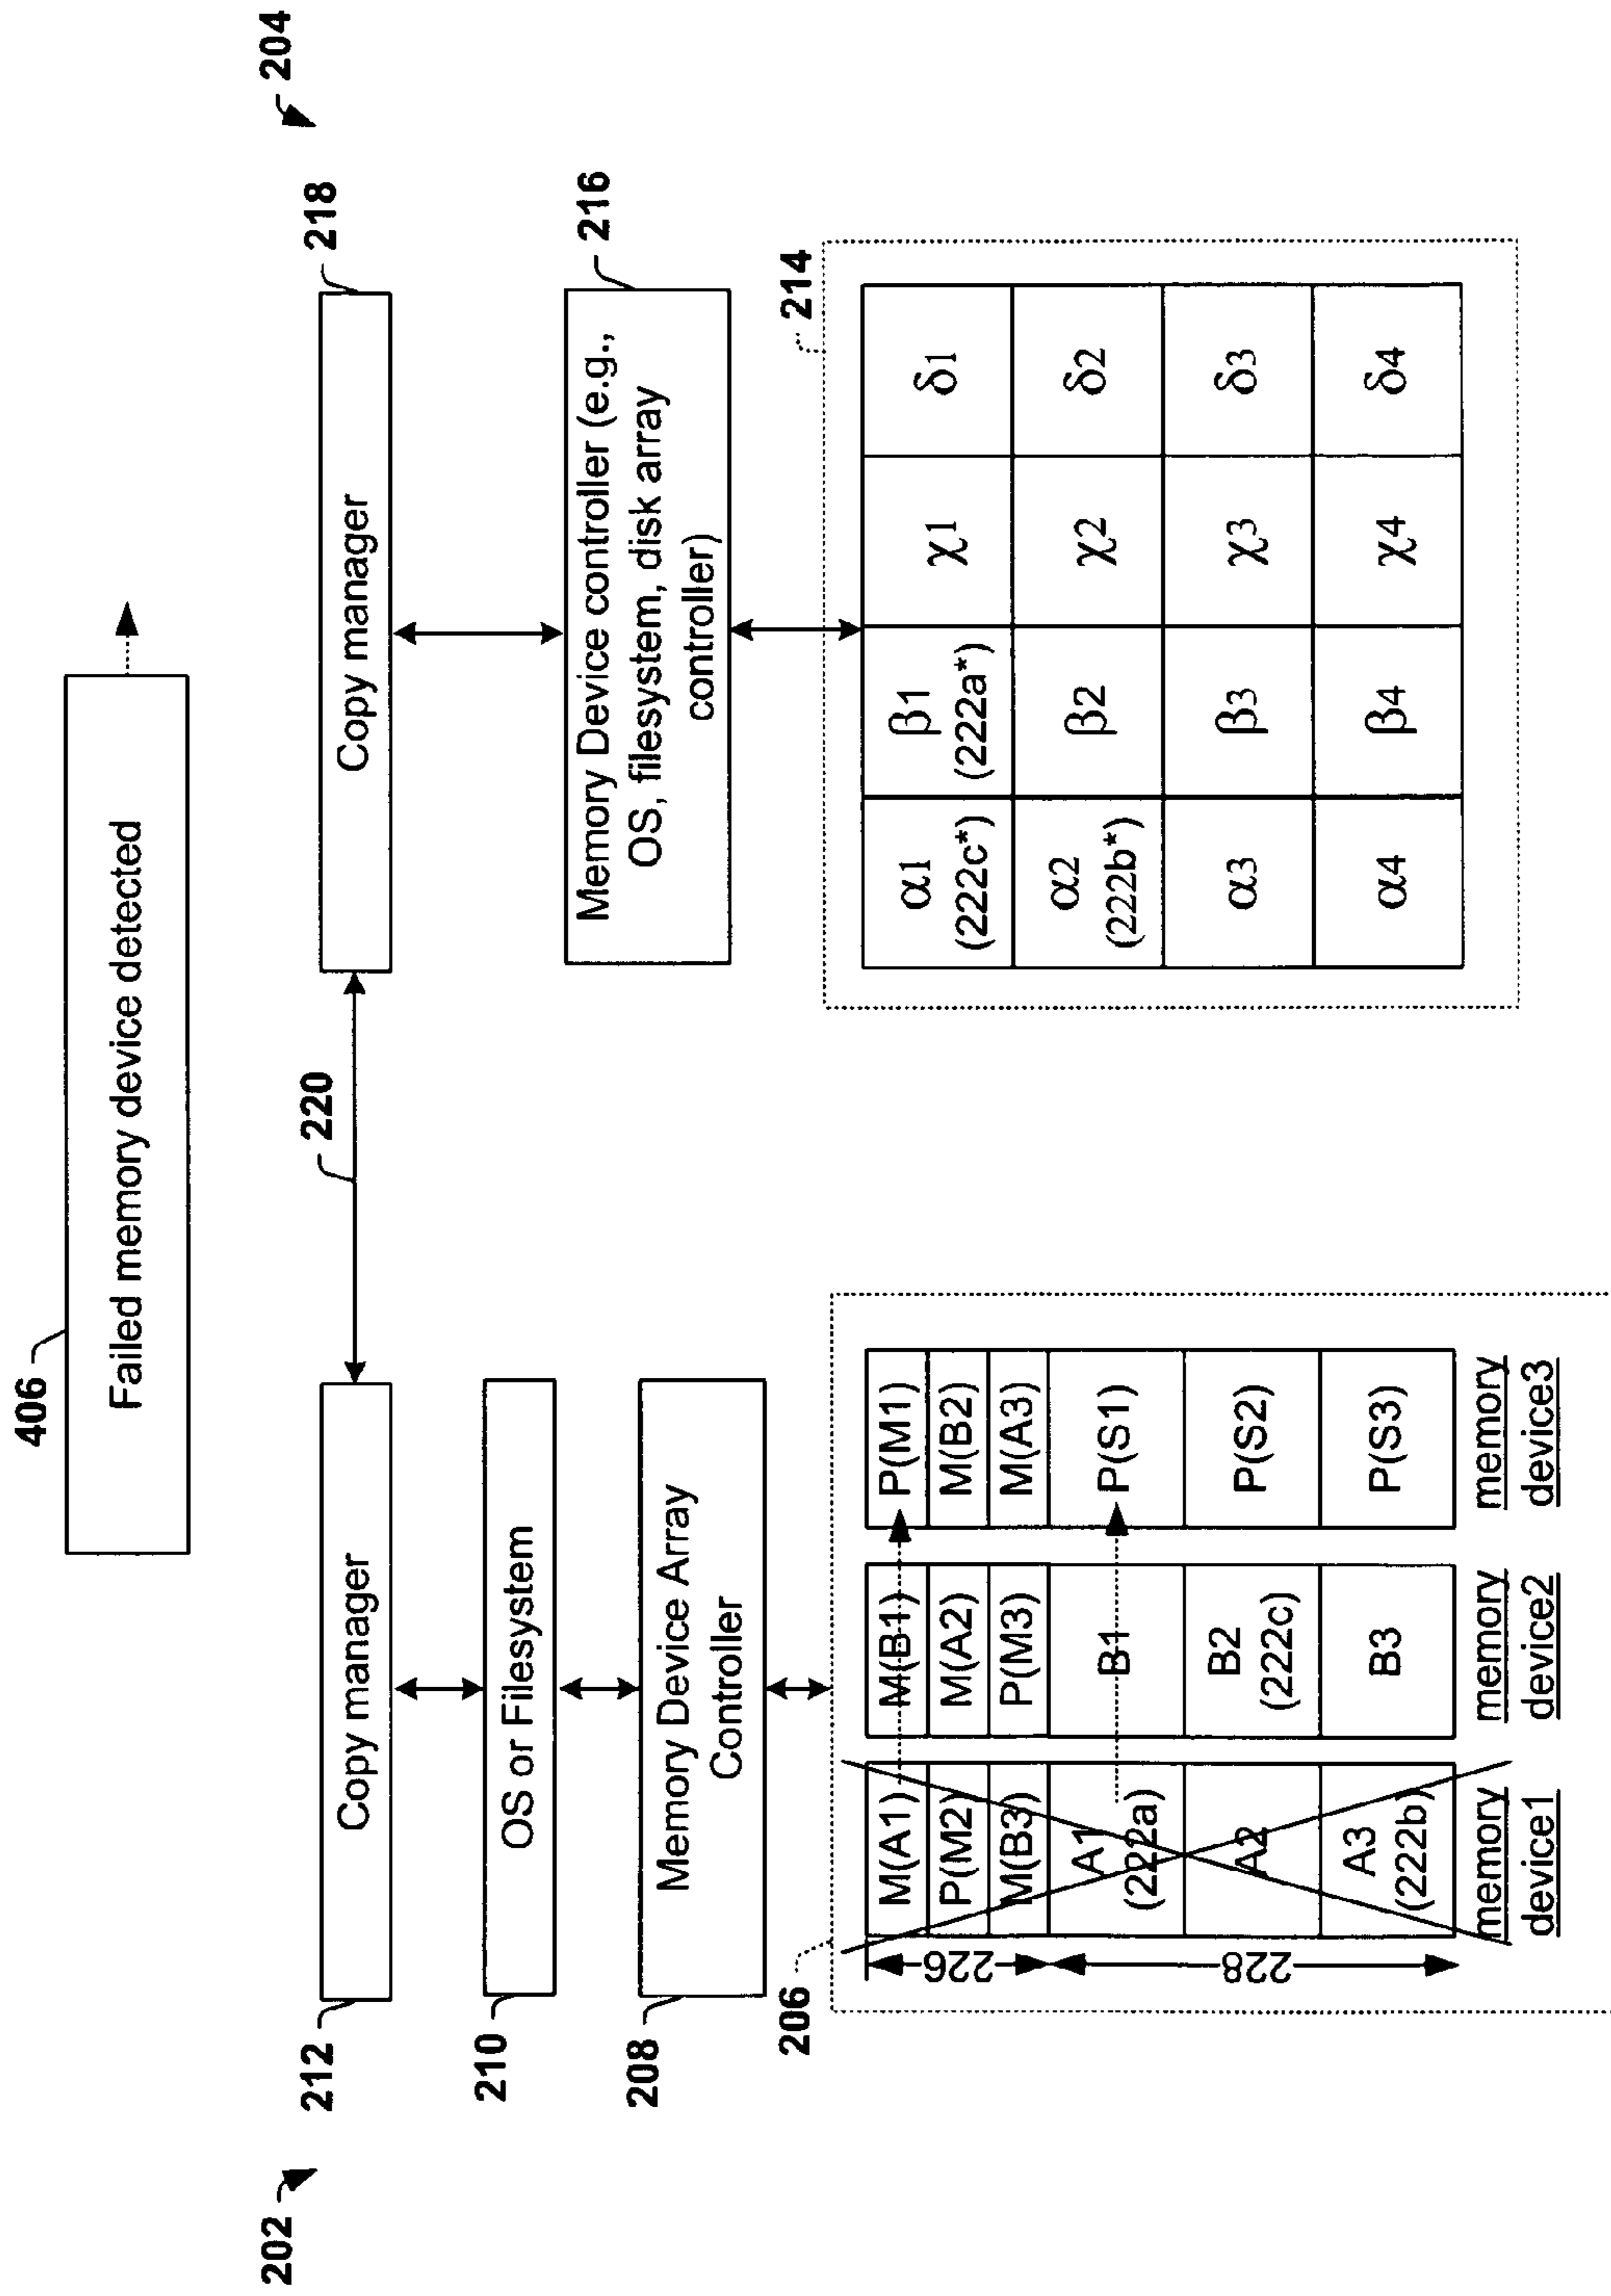 406
Failed memory device detected
202
204
212
Copy manager
220
218
Copy manager
210
OS or Filesystem
216
Memory Device controller (e.g.,
OS, filesystem, disk array
controller)
208
Memory Device Array
Controller
206
226
228
M(A1)
P(M2)
M(B3)
A1
(222a)
A2
A3
(222b)
memory
device1
M(B1)
M(A2)
P(M3)
B1
B2
(222c)
B3
memory
device2
P(M1)
M(B2)
M(A3)
P(S1)
P(S2)
P(S3)
memory
device3
214
α1
(222c*)
β1
(222a*)
χ1
δ1
α2
(222b*)
β2
χ2
δ2
α3
β3
χ3
δ3
α4
β4
χ4
δ4